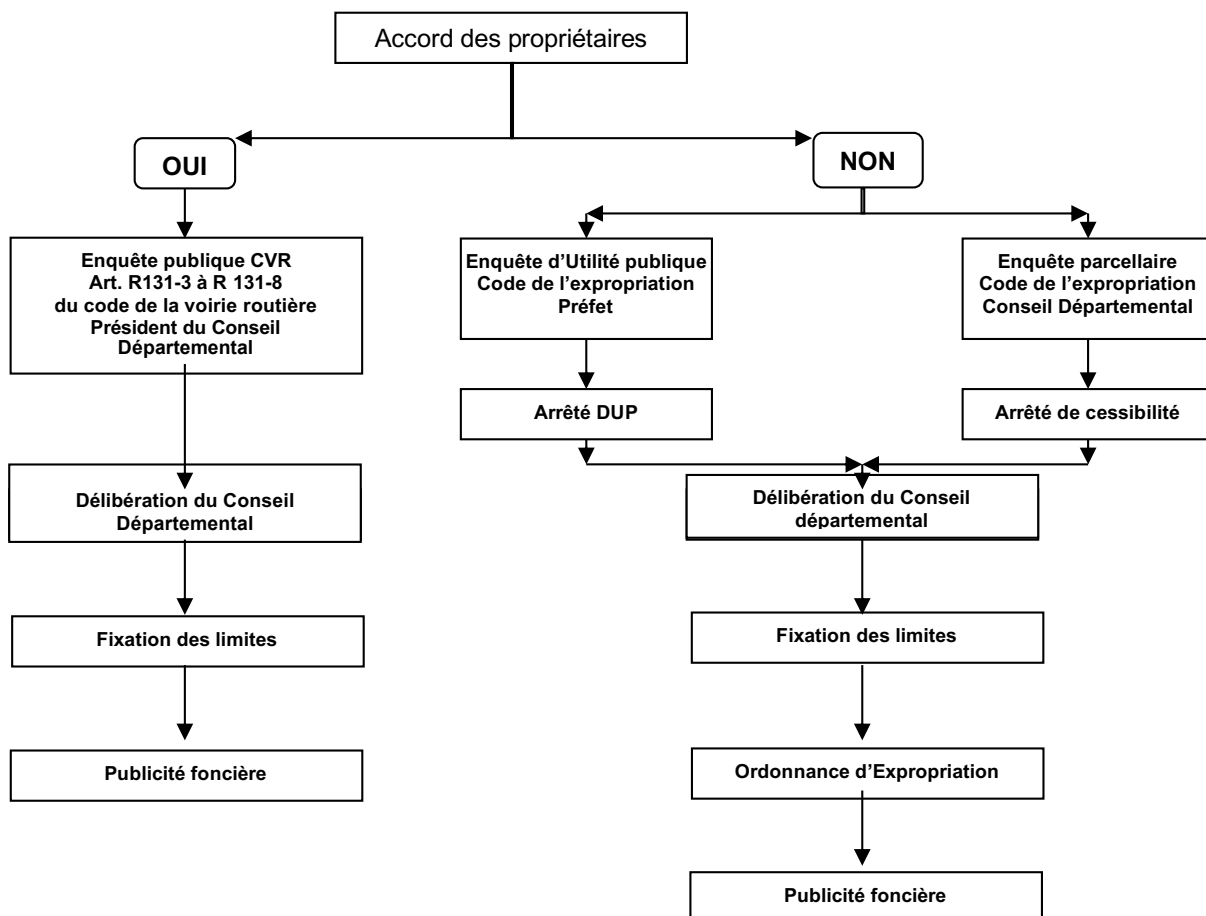 Accord des propriétaires
OUI
NON
Enquête publique CVR
Art. R131-3 à R 131-8
du code de la voirie routière
Président du Conseil
Départemental
Enquête d’Utilité publique
Code de l’expropriation
Préfet
Enquête parcellaire
Code de l’expropriation
Conseil Départemental
Arrêté DUP
Arrêté de cessibilité
Délibération du Conseil
Départemental
Délibération du Conseil
départemental
Fixation des limites
Fixation des limites
Publicité foncière
Ordonnance d’Expropriation
Publicité foncière